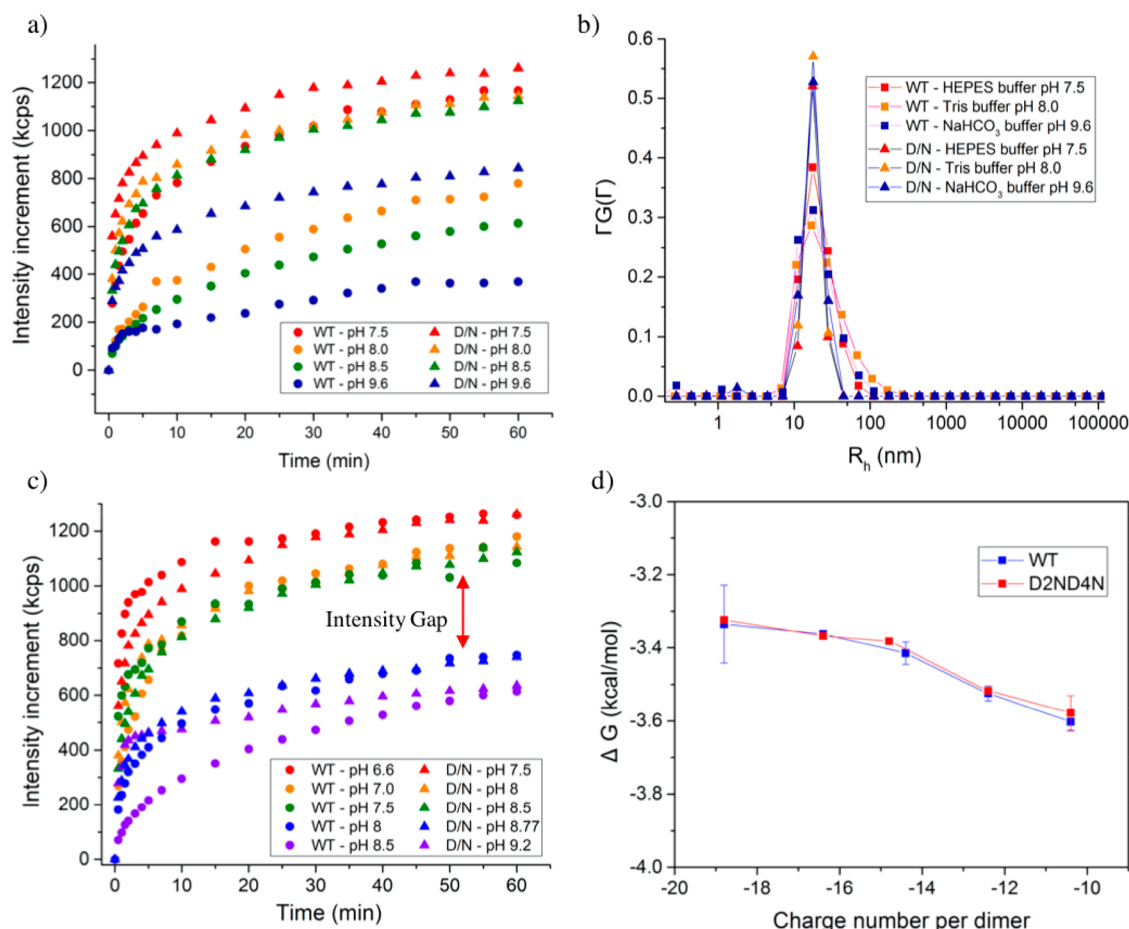 a)
Intensity increment (kcps)
1200
1000
800
600
400
200
0
0 10 20 30 40 50 60
Time (min)
WT - pH 7.5 D/N - pH 7.5
WT - pH 8.0 D/N - pH 8.0
WT - pH 8.5 D/N - pH 8.5
WT - pH 9.6 D/N - pH 9.6
b)
ΓG(Γ)
0.6
0.5
0.4
0.3
0.2
0.1
0.0
1 10 100 1000 10000 100000
Rₕ (nm)
WT - HEPES buffer pH 7.5
WT - Tris buffer pH 8.0
WT - NaHCO₃ buffer pH 9.6
D/N - HEPES buffer pH 7.5
D/N - Tris buffer pH 8.0
D/N - NaHCO₃ buffer pH 9.6
c)
Intensity increment (kcps)
1200
1000
800
600
400
200
0
0 10 20 30 40 50 60
Time (min)
Intensity Gap
WT - pH 6.6 D/N - pH 7.5
WT - pH 7.0 D/N - pH 8
WT - pH 7.5 D/N - pH 8.5
WT - pH 8 D/N - pH 8.77
WT - pH 8.5 D/N - pH 9.2
d)
Δ G (kcal/mol)
-3.0
-3.2
-3.4
-3.6
-3.8
-4.0
-20 -18 -16 -14 -12 -10
Charge number per dimer
WT
D2ND4N